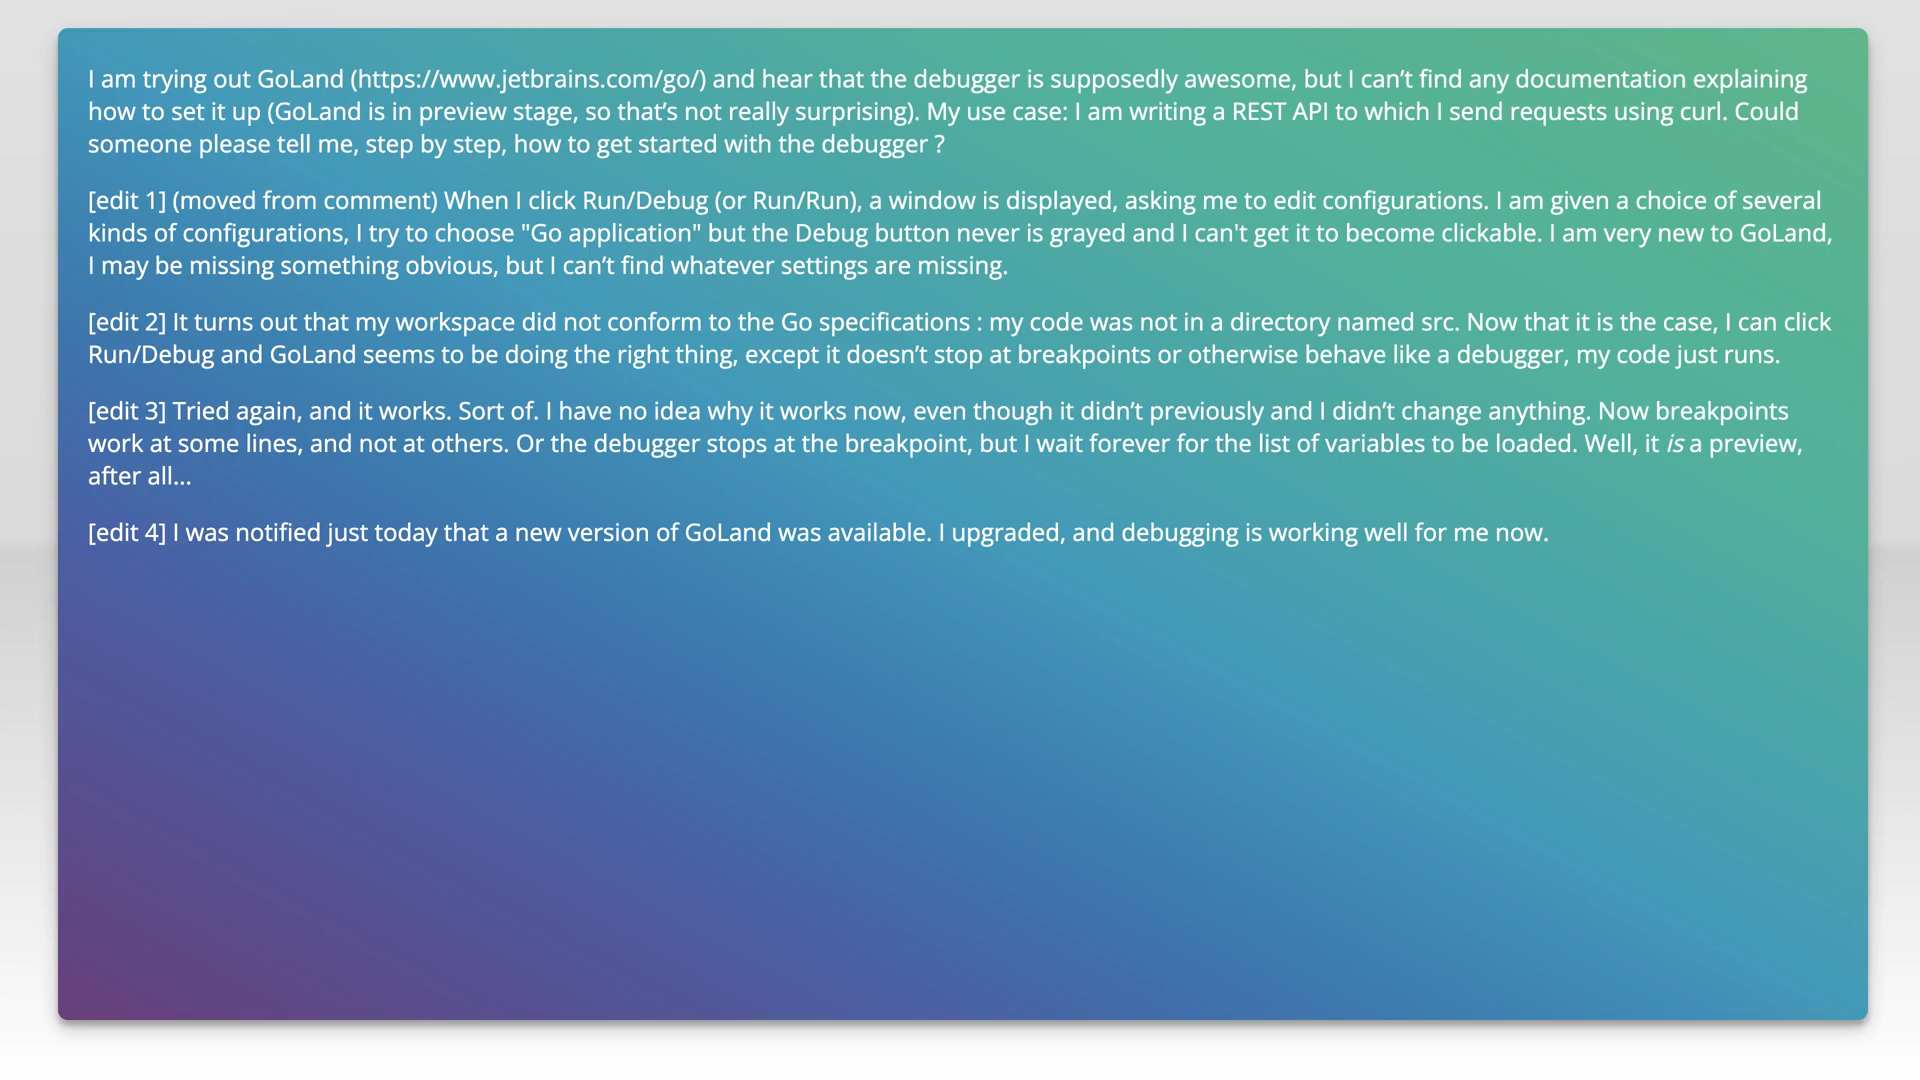 I am trying out GoLand (https://www.jetbrains.com/go/) and hear that the debugger is supposedly awesome, but I can’t find any documentation explaining
how to set it up (GoLand is in preview stage, so that’s not really surprising). My use case: I am writing a REST API to which I send requests using curl. Could
someone please tell me, step by step, how to get started with the debugger ?
[edit 1] (moved from comment) When I click Run/Debug (or Run/Run), a window is displayed, asking me to edit configurations. I am given a choice of several
kinds of configurations, I try to choose "Go application" but the Debug button never is grayed and I can't get it to become clickable. I am very new to GoLand,
I may be missing something obvious, but I can’t find whatever settings are missing.
[edit 2] It turns out that my workspace did not conform to the Go specifications : my code was not in a directory named src. Now that it is the case, I can click
Run/Debug and GoLand seems to be doing the right thing, except it doesn’t stop at breakpoints or otherwise behave like a debugger, my code just runs.
[edit 3] Tried again, and it works. Sort of. I have no idea why it works now, even though it didn’t previously and I didn’t change anything. Now breakpoints
work at some lines, and not at others. Or the debugger stops at the breakpoint, but I wait forever for the list of variables to be loaded. Well, it is a preview,
after all...
[edit 4] I was notified just today that a new version of GoLand was available. I upgraded, and debugging is working well for me now.